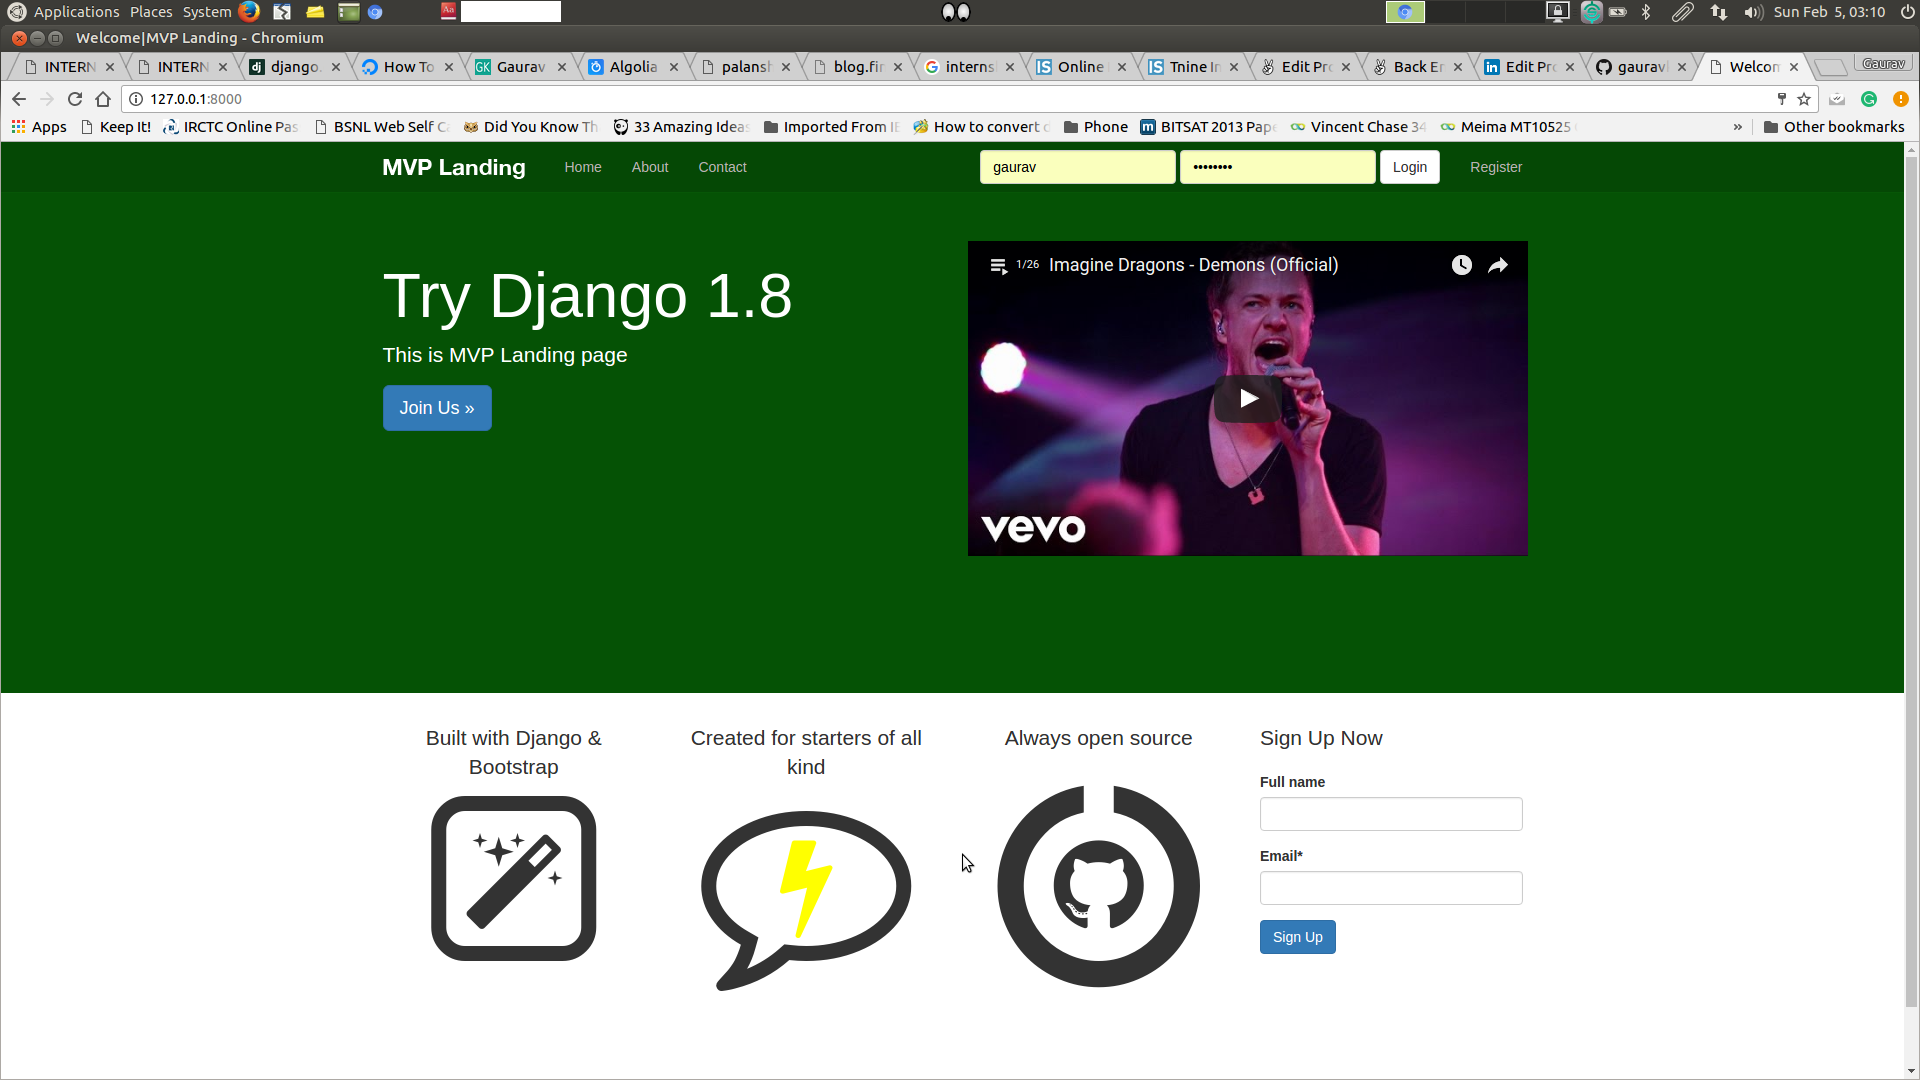 Applications Places System
Sun Feb 5, 03:10
Welcome|MVP Landing - Chromium
INTERN
INTERN
django.
How To
Gaurav
Algolia
palansh
blog.fir
interns
Online
Tnine In
Edit Pro
Back En
Edit Pro
gaurav
Welcom
Gaurav
127.0.0.1:8000
Apps
Keep It!
IRCTC Online Pas
BSNL Web Self C
Did You Know Th
33 Amazing Ideas
Imported From IE
How to convert
Phone
BITSAT 2013 Pape
Vincent Chase 34
Meima MT10525
»
Other bookmarks
MVP Landing
Home
About
Contact
gaurav
••••••••
Login
Register
Try Django 1.8
This is MVP Landing page
Join Us »
1/26 Imagine Dragons - Demons (Official)
vevo
Built with Django &
Bootstrap
Created for starters of all
kind
Always open source
Sign Up Now
Full name
Email*
Sign Up